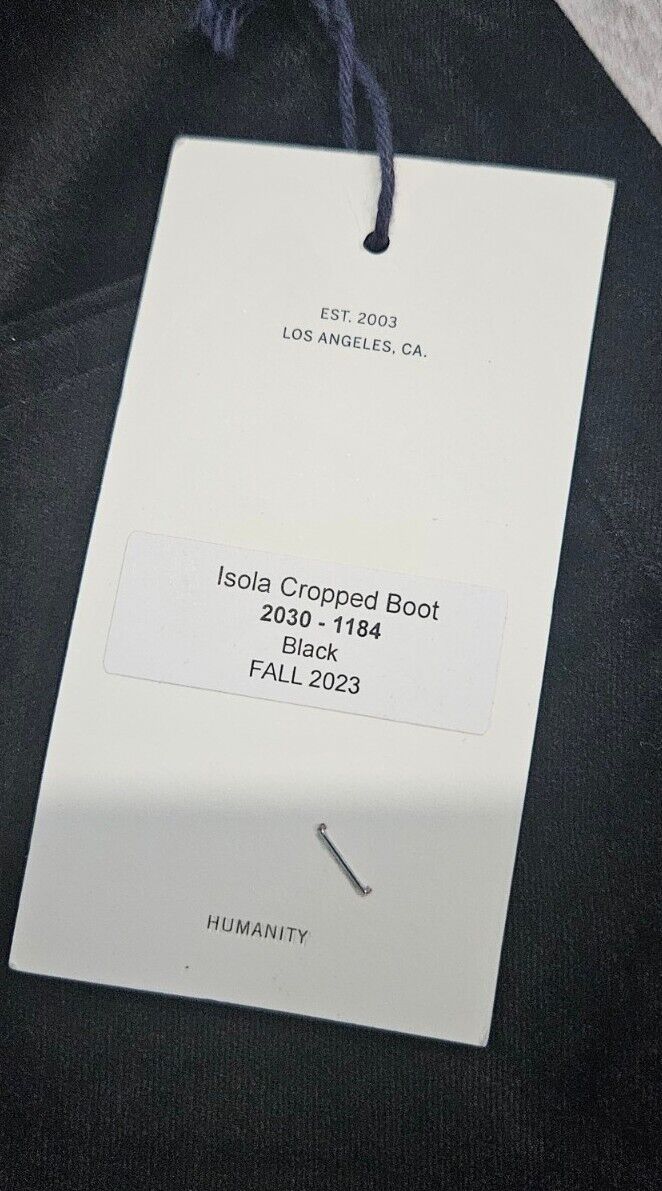 EST. 2003
LOS ANGELES, CA.
Isola Cropped Boot
2030 - 1184
Black
FALL 2023
HUMANITY